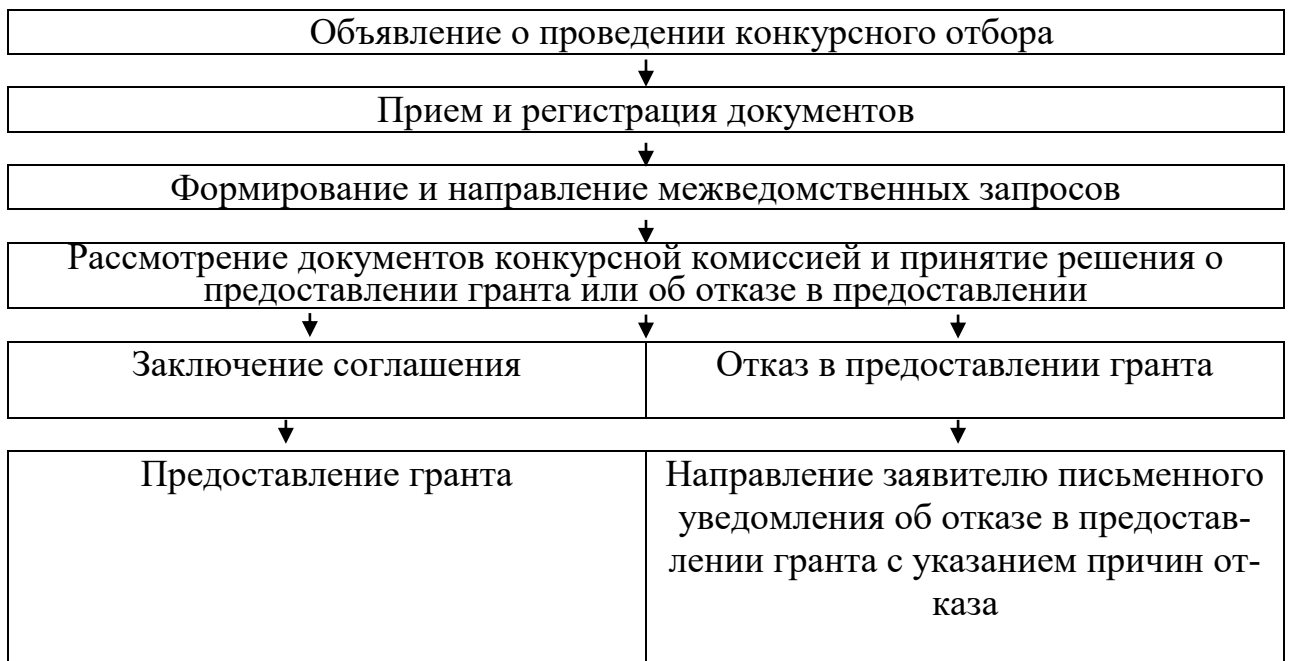 Объявление о проведении конкурсного отбора
Прием и регистрация документов
Формирование и направление межведомственных запросов
Рассмотрение документов конкурсной комиссией и принятие решения о
предоставлении гранта или об отказе в предоставлении
Заключение соглашения
Отказ в предоставлении гранта
Предоставление гранта
Направление заявителю письменного
уведомления об отказе в предостав-
лении гранта с указанием причин от-
каза